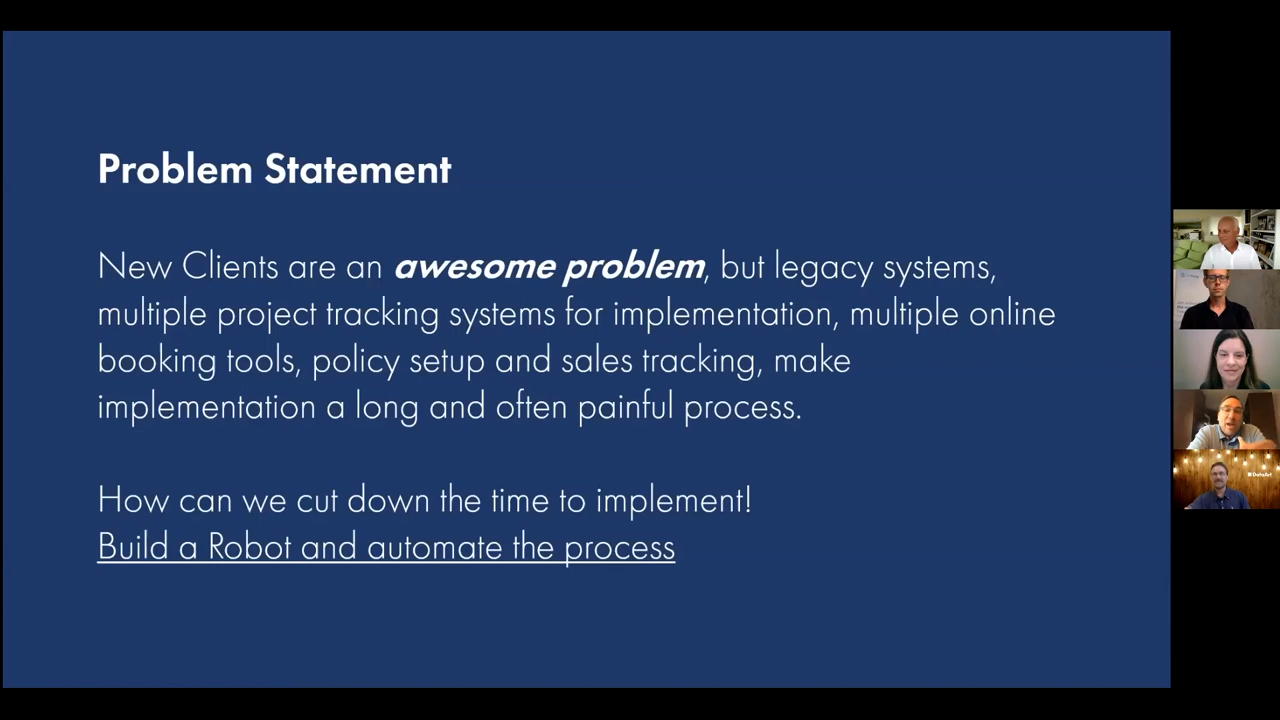 Problem Statement
New Clients are an awesome problem, but legacy systems,
multiple project tracking systems for implementation, multiple online
booking tools, policy setup and sales tracking, make
implementation a long and often painful process.
How can we cut down the time to implement!
Build a Robot and automate the process
DataArt